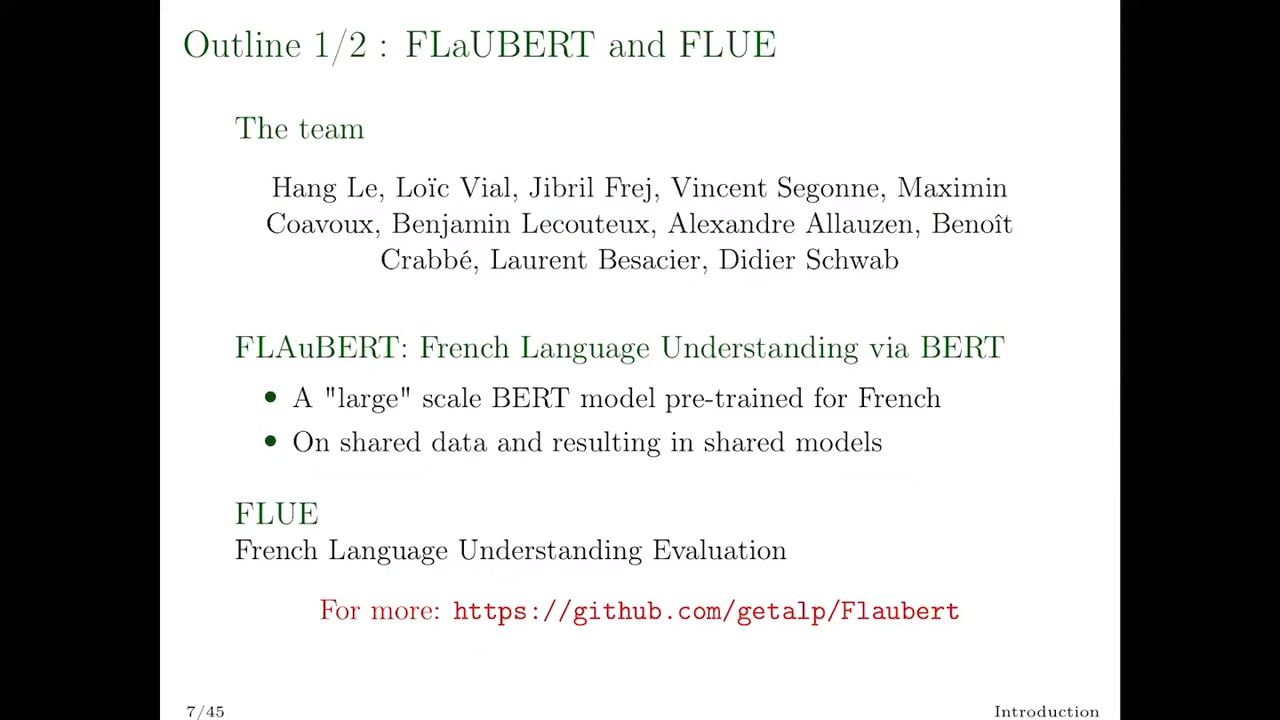 Outline 1/2 : FLaUBERT and FLUE
The team
Hang Le, Loïc Vial, Jibril Frej, Vincent Segonne, Maximin
Coavoux, Benjamin Lecouteux, Alexandre Allauzen, Benoît
Crabbé, Laurent Besacier, Didier Schwab
FLAuBERT: French Language Understanding via BERT
• A "large" scale BERT model pre-trained for French
• On shared data and resulting in shared models
FLUE
French Language Understanding Evaluation
For more: https://github.com/getalp/Flaubert
7/45 Introduction